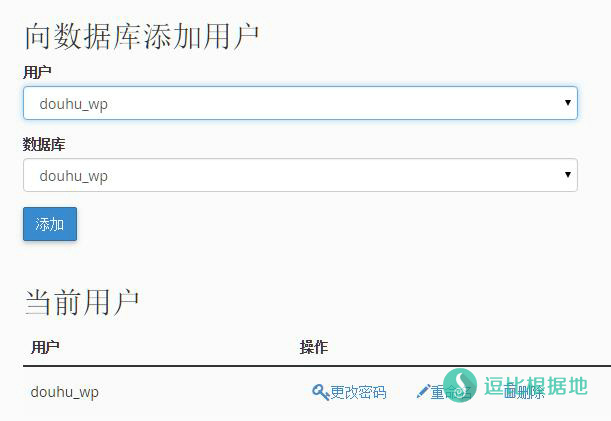 向数据库添加用户
用户
douhu_wp
数据库
douhu_wp
添加
当前用户
用户 操作
douhu_wp 更改密码 重命名 删除
逗比根据地